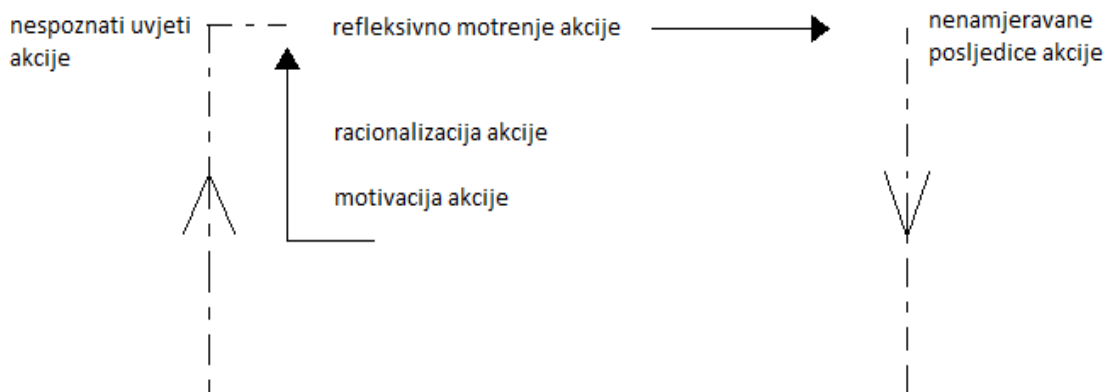 nespoznati uvjeti
akcije
refleksivno motrenje akcije
nenamjeravane
posljedice akcije
racionalizacija akcije
motivacija akcije